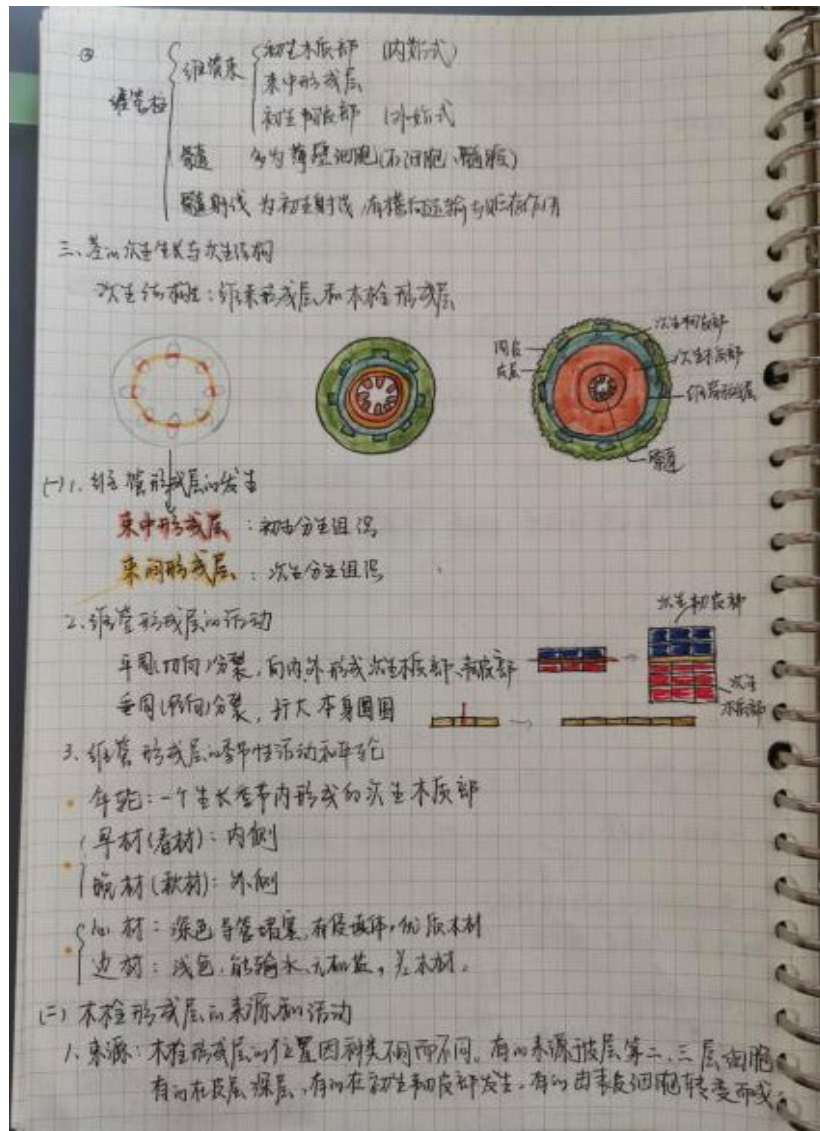 ③
维管柱
维管束
初生木质部 (内始式)
束中形成层
初生韧皮部 (外始式
髓 多为薄壁细胞(石细胞、髓腔)
髓射线 为初生射线,有横向运输与贮存作用
三、茎的次生生长与次生结构
次生结构:维束形成层和木栓形成层
周皮
皮层
次生韧皮部
次生木质部
维管形成层
髓
(一) 1. 维管形成层的发生
束中形成层:初生分生组织
束间形成层:次生分生组织
2、维管形成层的活动
平周(切向)分裂,向内、外形成次生木质部、韧皮部
垂周(径向)分裂,扩大本身圆周
次生韧皮部
次生
木质部
3、维管形成层的季节性活动和年轮
年轮:一个生长季节内形成的次生木质部
早材(春材):内侧
晚材(秋材):外侧
心材:深色导管堵塞,有侵填体,优质木材
边材:浅色,能输水、无机盐,差木材。
(二) 木栓形成层的来源和活动
1、来源:木栓形成层的位置因种类不同而不同。有的来源于皮层第二、三层细胞
有的在皮层深层、有的在初生韧皮部发生。有的由表皮细胞转变而成。